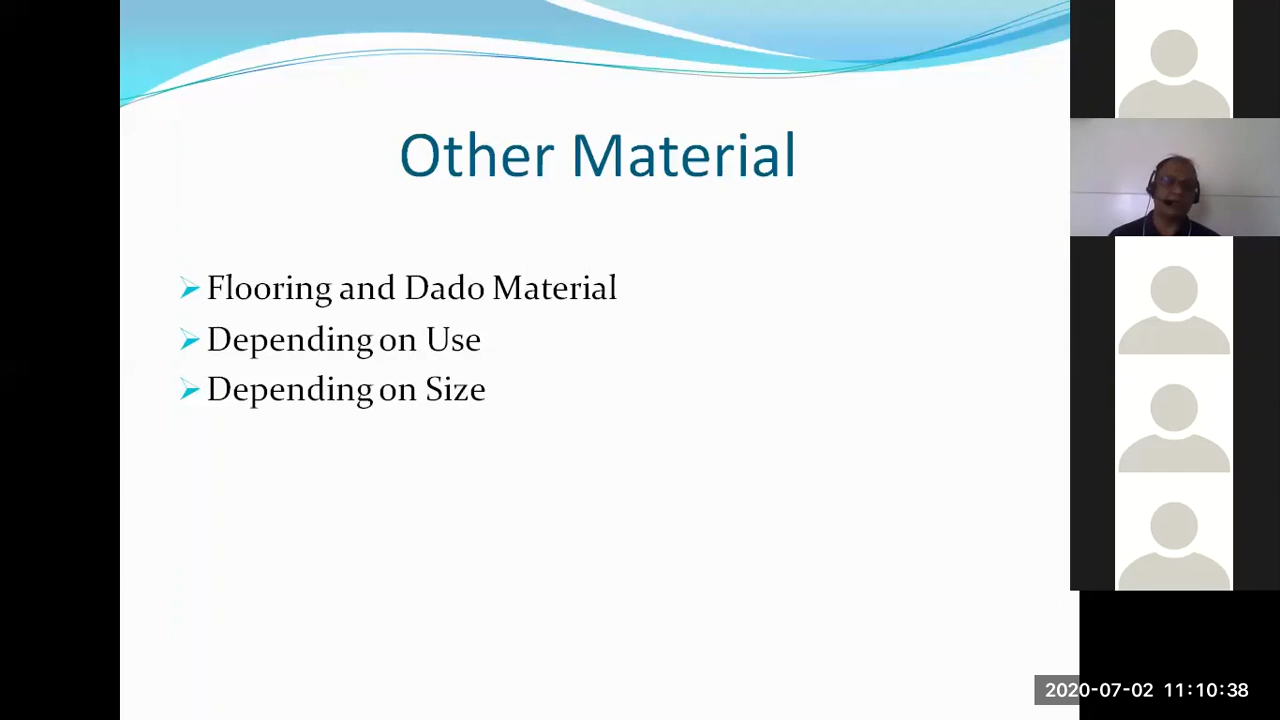 Other Material
Flooring and Dado Material
Depending on Use
Depending on Size
2020-07-02 11:10:38